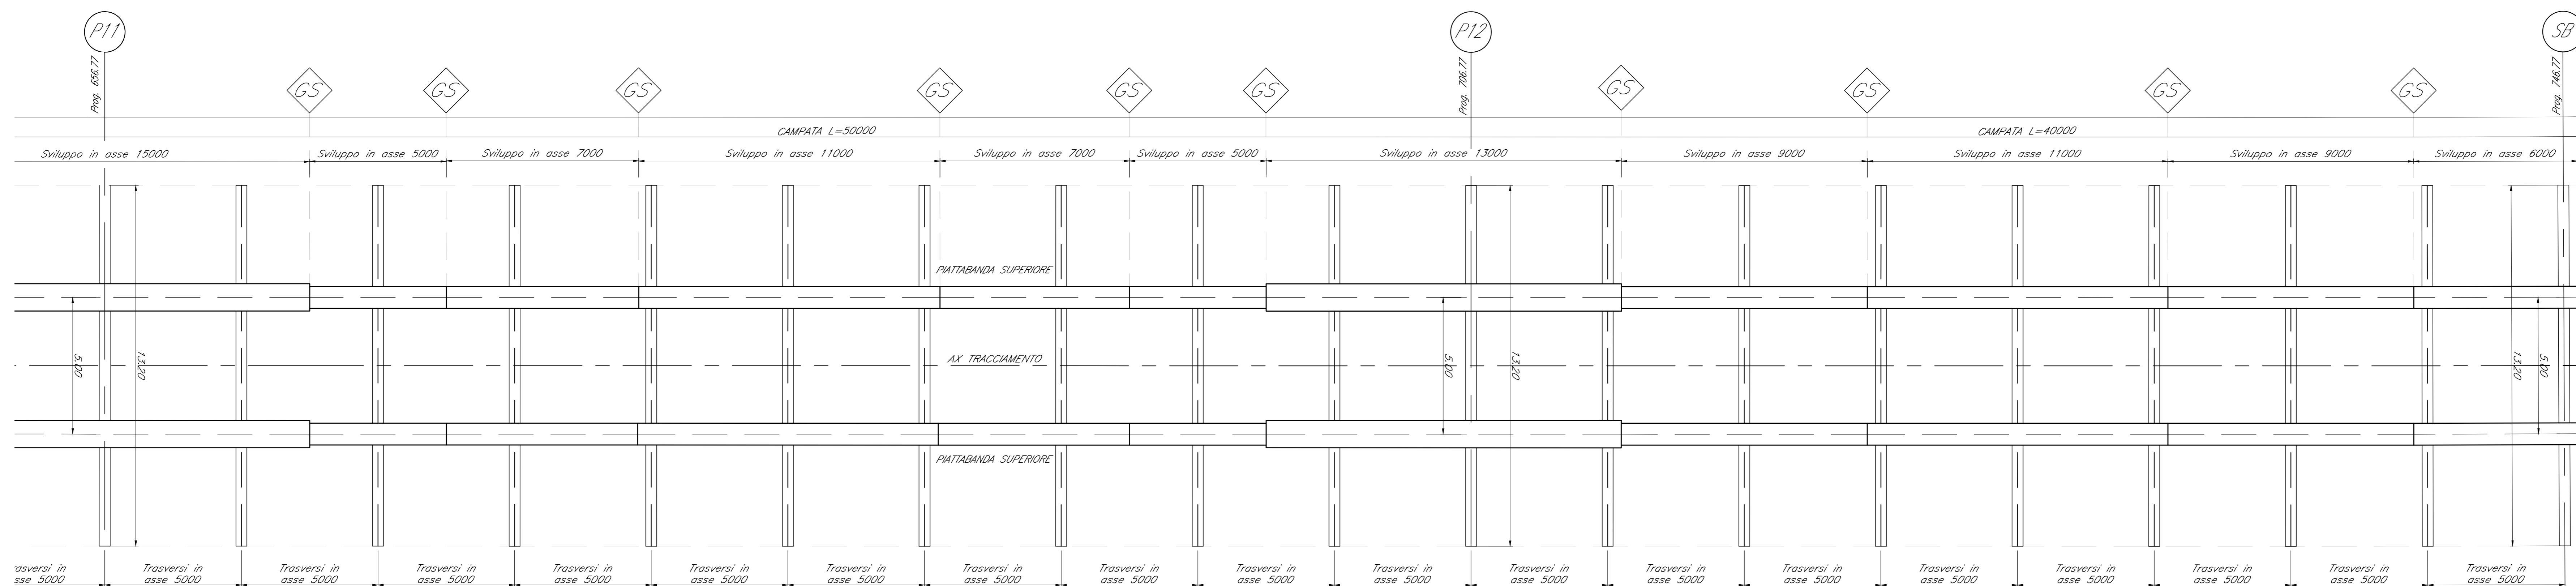 P11
P12
SB
Prog. 656.77
Prog. 706.77
Prog. 746.77
GS
GS
GS
GS
GS
GS
GS
GS
GS
GS
CAMPATA L=50000
CAMPATA L=40000
Sviluppo in asse 15000
Sviluppo in asse 5000
Sviluppo in asse 7000
Sviluppo in asse 11000
Sviluppo in asse 7000
Sviluppo in asse 5000
Sviluppo in asse 13000
Sviluppo in asse 9000
Sviluppo in asse 11000
Sviluppo in asse 9000
Sviluppo in asse 6000
PIATTABANDA SUPERIORE
5.00
13.20
AX TRACCIAMENTO
5.00
13.20
13.20
5.00
PIATTABANDA SUPERIORE
rasversi in
sse 5000
Trasversi in
asse 5000
Trasversi in
asse 5000
Trasversi in
asse 5000
Trasversi in
asse 5000
Trasversi in
asse 5000
Trasversi in
asse 5000
Trasversi in
asse 5000
Trasversi in
asse 5000
Trasversi in
asse 5000
Trasversi in
asse 5000
Trasversi in
asse 5000
Trasversi in
asse 5000
Trasversi in
asse 5000
Trasversi in
asse 5000
Trasversi in
asse 5000
Trasversi in
asse 5000
Trasversi in
asse 5000
Trasversi in
asse 5000